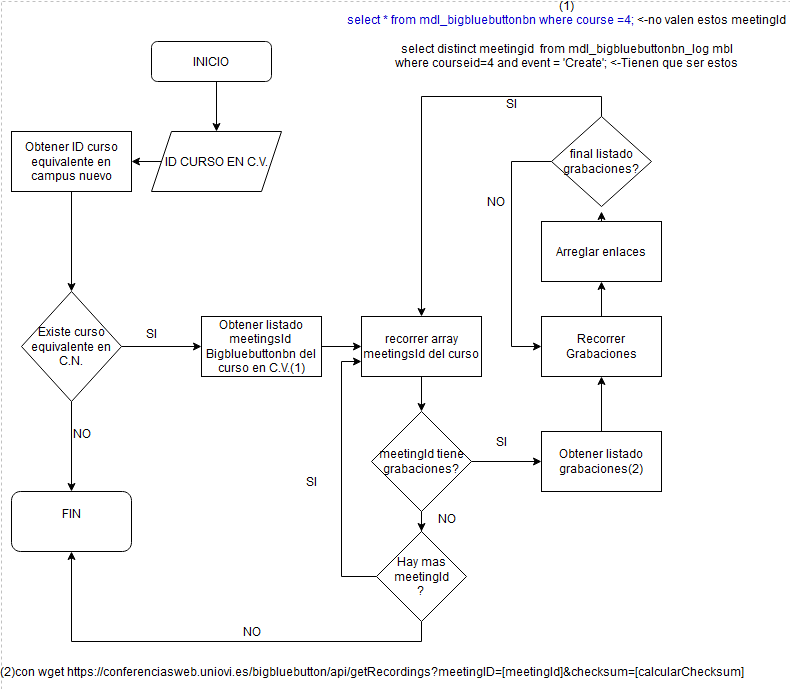 (1)
select * from mdl_bigbluebuttonbn where course =4; <-no valen estos meetingId
select distinct meetingid from mdl_bigbluebuttonbn_log mbl
where courseid=4 and event = 'Create'; <-Tienen que ser estos
INICIO
ID CURSO EN C.V.
Obtener ID curso
equivalente en
campus nuevo
Existe curso
equivalente en
C.N.
SI
NO
FIN
Obtener listado
meetingsId
Bigbluebuttonbn del
curso en C.V.(1)
recorrer array
meetingsId del curso
meetingId tiene
grabaciones?
SI
NO
Hay mas
meetingId
?
SI
NO
Obtener listado
grabaciones(2)
Recorrer
Grabaciones
Arreglar enlaces
final listado
grabaciones?
NO
SI
(2)con wget https://conferenciasweb.uniovi.es/bigbluebutton/api/getRecordings?meetingID=[meetingId]&checksum=[calcularChecksum]